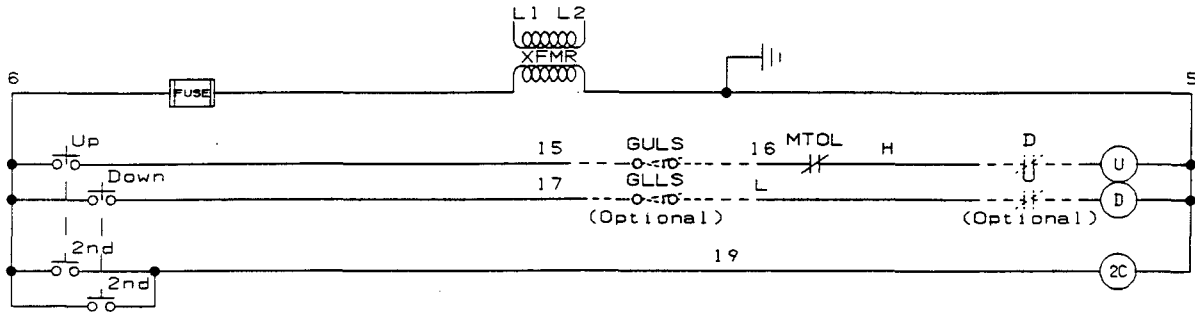 L1 L2
XFMR
6
FUSE
5
Up
15
GULS
16
MTOL
H
D
U
Down
17
GLLS
L
U
D
(Optional)
(Optional)
2nd
19
2C
2nd